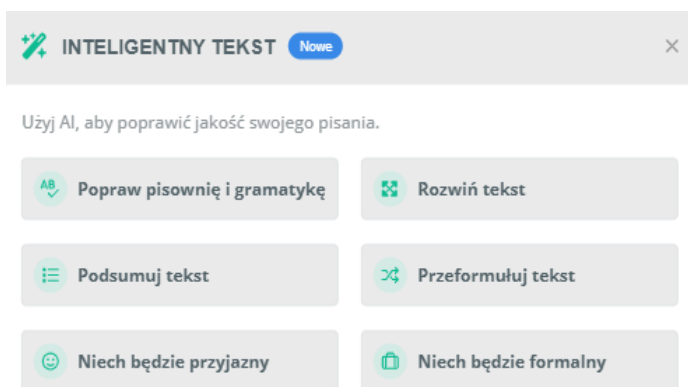 INTELIGENTNY TEKST Nowe
Użyj AI, aby poprawić jakość swojego pisania.
Popraw pisownię i gramatykę
Rozwiń tekst
Podsumuj tekst
Przeformułuj tekst
Niech będzie przyjazny
Niech będzie formalny